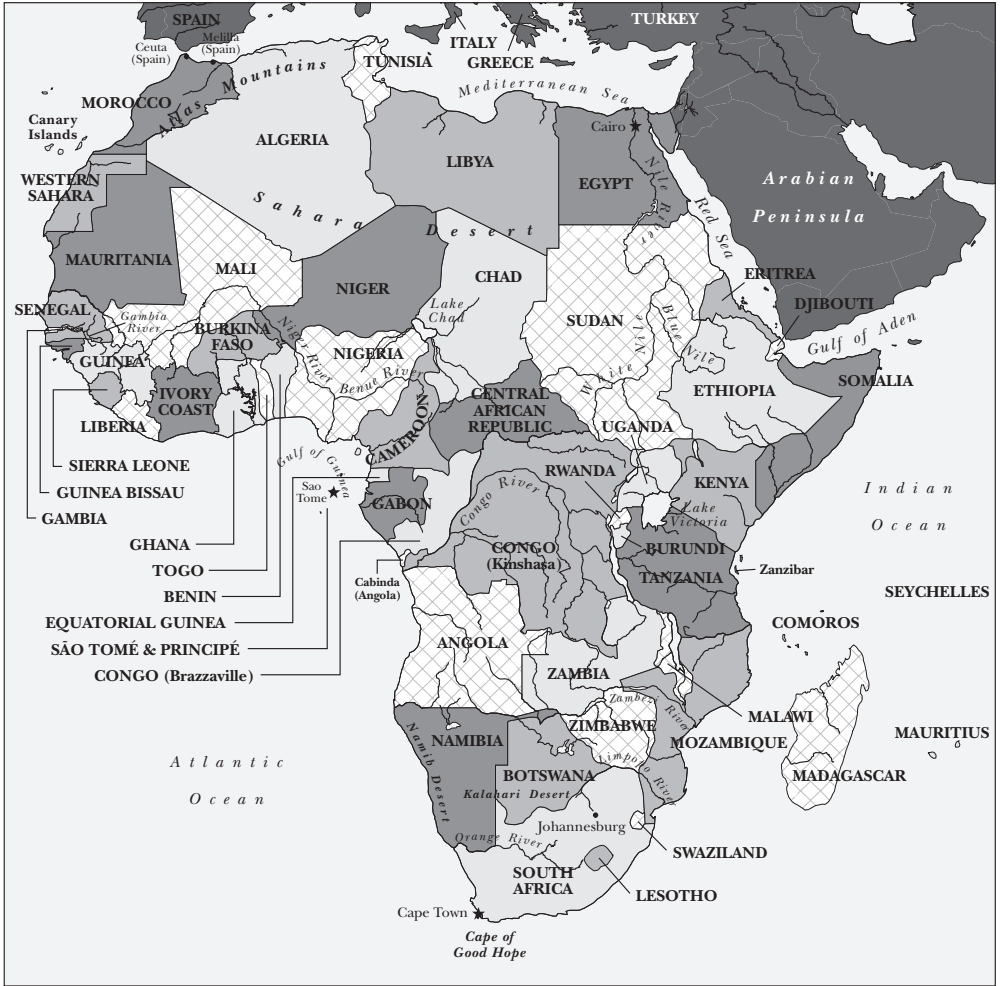 SPAIN
TURKEY
Melilla
(Spain)
Ceuta
(Spain)
ITALY
GREECE
TUNISIA
Atlas Mountains
Mediterranean Sea
MOROCCO
Canary
Islands
Cairo
ALGERIA
LIBYA
EGYPT
Nile River
Arabian
Peninsula
WESTERN
SAHARA
Sahara Desert
Red Sea
MAURITANIA
MALI
NIGER
CHAD
ERITREA
SENEGAL
Gambia
River
Lake
Chad
DJIBOUTI
BURKINA
FASO
Niger River
NIGERIA
SUDAN
Blue Nile
Gulf of Aden
GUINEA
Benue River
White Nile
ETHIOPIA
SOMALIA
IVORY
COAST
CENTRAL
AFRICAN
REPUBLIC
LIBERIA
CAMEROON
UGANDA
SIERRA LEONE
Gulf of Guinea
RWANDA
KENYA
Indian
Ocean
GUINEA BISSAU
Sao
Tome
GABON
Congo River
Lake
Victoria
GAMBIA
GHANA
CONGO
(Kinshasa)
BURUNDI
TOGO
Cabinda
(Angola)
TANZANIA
Zanzibar
BENIN
SEYCHELLES
EQUATORIAL GUINEA
COMOROS
SÃO TOMÉ & PRINCIPÉ
ANGOLA
CONGO (Brazzaville)
ZAMBIA
Zambezi River
MALAWI
ZIMBABWE
MAURITIUS
Namib Desert
NAMIBIA
MOZAMBIQUE
Atlantic
Ocean
BOTSWANA
Limpopo River
MADAGASCAR
Kalahari Desert
Johannesburg
Orange River
SWAZILAND
SOUTH
AFRICA
LESOTHO
Cape Town
Cape of
Good Hope